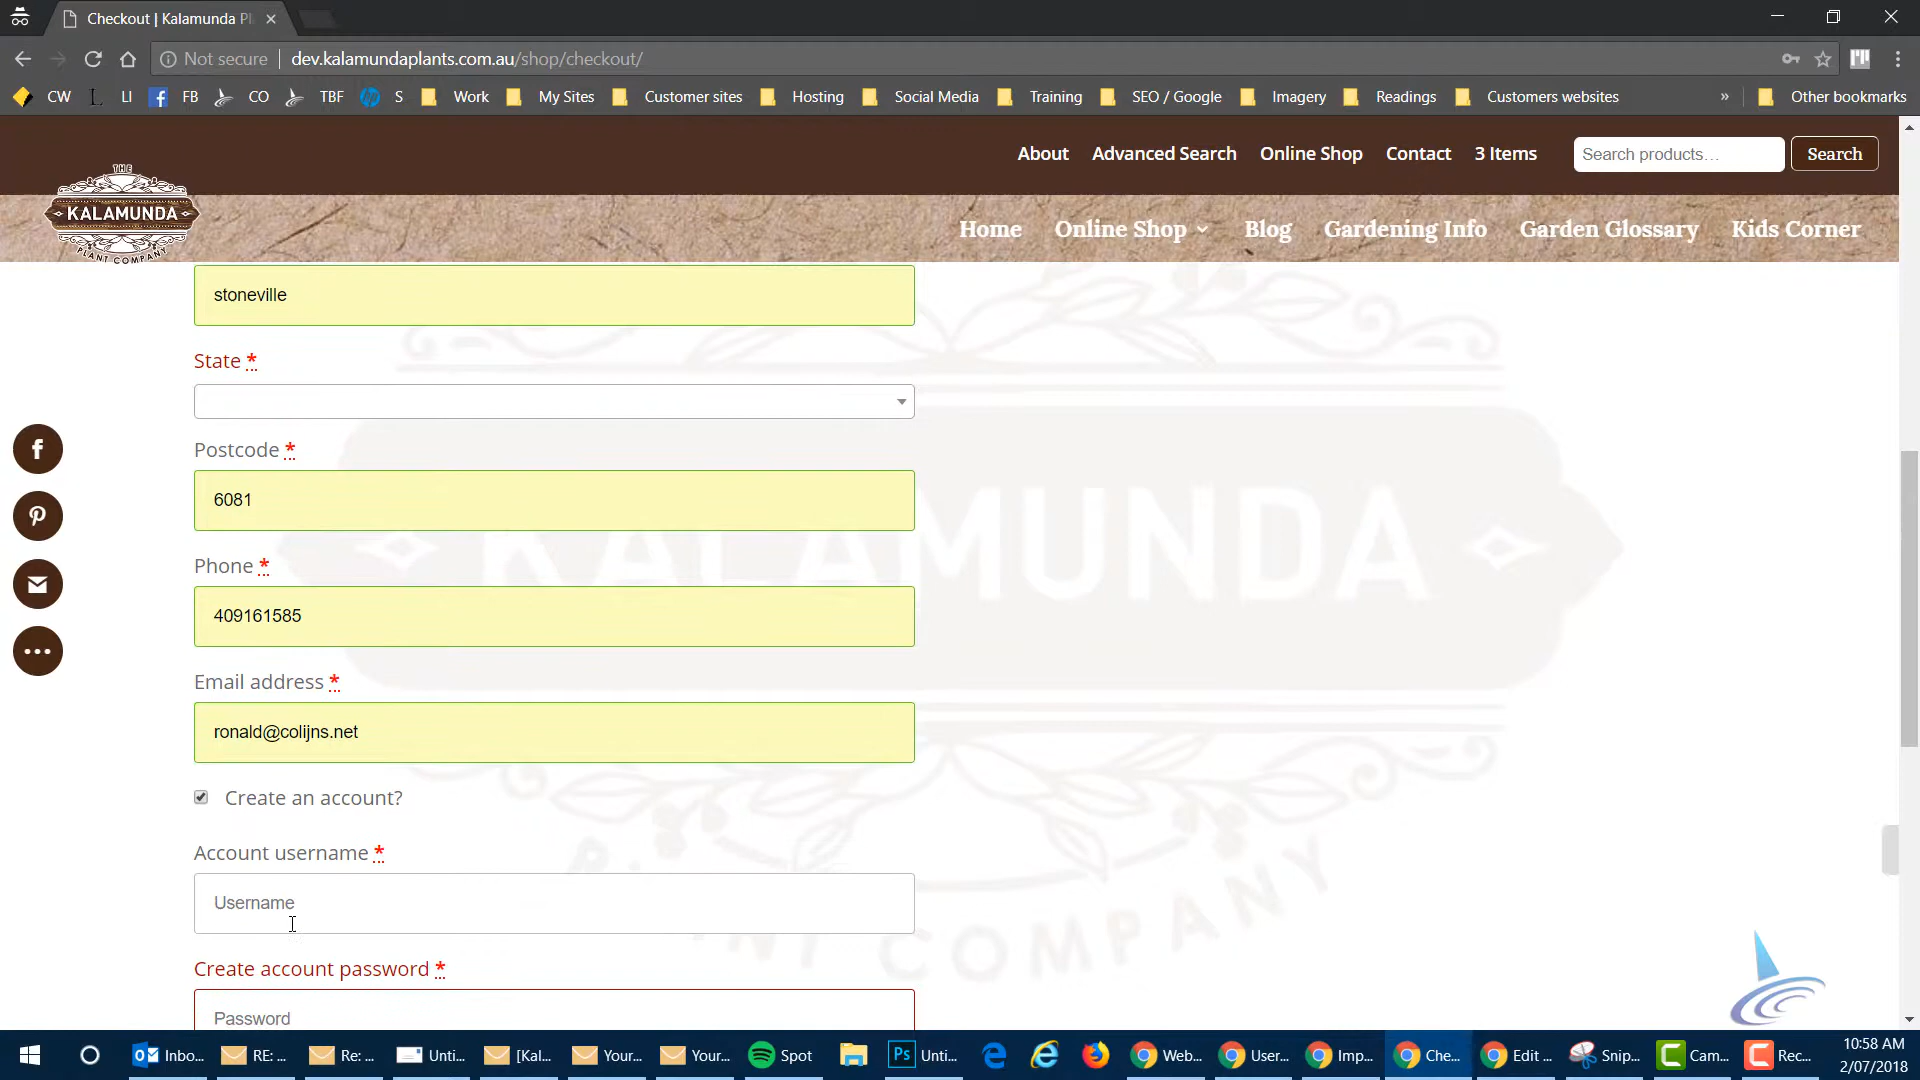 Checkout | Kalamunda Pl
Not secure
dev.kalamundaplants.com.au/shop/checkout/
CW LI FB CO TBF S Work My Sites Customer sites Hosting Social Media Training SEO / Google Imagery Readings Customers websites » Other bookmarks
About Advanced Search Online Shop Contact 3 Items Search products… Search
THE
KALAMUNDA
PLANT COMPANY
Home Online Shop Blog Gardening Info Garden Glossary Kids Corner
stoneville
State *
Postcode *
6081
KALAMUNDA
Phone *
409161585
Email address *
ronald@colijns.net
Create an account?
Account username *
Username
COMPANY
Create account password *
Password
Inbo... RE: ... Re: ... Unti... [Kal... Your... Your... Spot Ps Unti... Web... User... Imp... Che... Edit ... Snip... Cam... Rec...
10:58 AM
2/07/2018